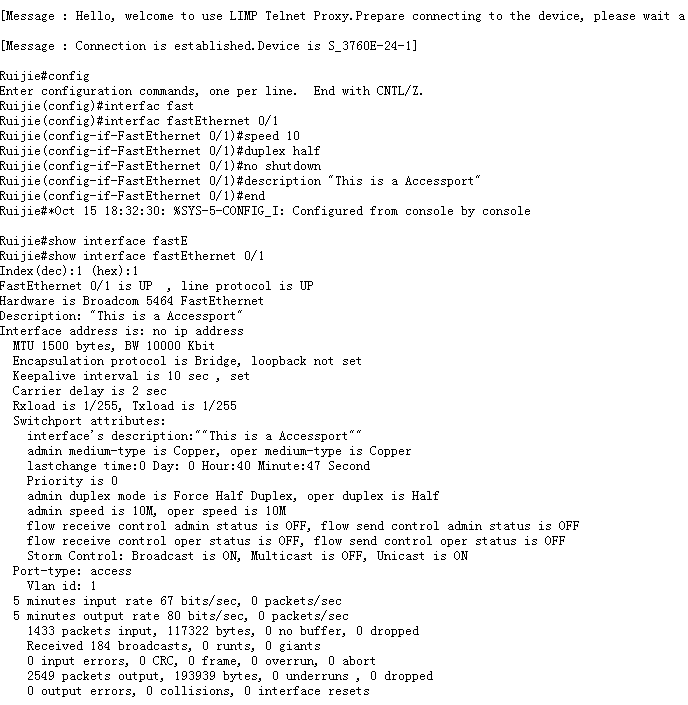 [Message : Hello, welcome to use LIMP Telnet Proxy.Prepare connecting to the device, please wait a
[Message : Connection is established.Device is S_3760E-24-1]
Ruijie#config
Enter configuration commands, one per line.  End with CNTL/Z.
Ruijie(config)#interfac fast
Ruijie(config)#interfac fastEthernet 0/1
Ruijie(config-if-FastEthernet 0/1)#speed 10
Ruijie(config-if-FastEthernet 0/1)#duplex half
Ruijie(config-if-FastEthernet 0/1)#no shutdown
Ruijie(config-if-FastEthernet 0/1)#description "This is a Accessport"
Ruijie(config-if-FastEthernet 0/1)#end
Ruijie#*Oct 15 18:32:30: %SYS-5-CONFIG_I: Configured from console by console
Ruijie#show interface fastE
Ruijie#show interface fastEthernet 0/1
Index(dec):1 (hex):1
FastEthernet 0/1 is UP  , line protocol is UP
Hardware is Broadcom 5464 FastEthernet
Description: "This is a Accessport"
Interface address is: no ip address
  MTU 1500 bytes, BW 10000 Kbit
  Encapsulation protocol is Bridge, loopback not set
  Keepalive interval is 10 sec , set
  Carrier delay is 2 sec
  Rxload is 1/255, Txload is 1/255
  Switchport attributes:
    interface's description:""This is a Accessport""
    admin medium-type is Copper, oper medium-type is Copper
    lastchange time:0 Day: 0 Hour:40 Minute:47 Second
    Priority is 0
    admin duplex mode is Force Half Duplex, oper duplex is Half
    admin speed is 10M, oper speed is 10M
    flow receive control admin status is OFF, flow send control admin status is OFF
    flow receive control oper status is OFF, flow send control oper status is OFF
    Storm Control: Broadcast is ON, Multicast is OFF, Unicast is ON
  Port-type: access
    Vlan id: 1
  5 minutes input rate 67 bits/sec, 0 packets/sec
  5 minutes output rate 80 bits/sec, 0 packets/sec
    1433 packets input, 117322 bytes, 0 no buffer, 0 dropped
    Received 184 broadcasts, 0 runts, 0 giants
    0 input errors, 0 CRC, 0 frame, 0 overrun, 0 abort
    2549 packets output, 193939 bytes, 0 underruns , 0 dropped
    0 output errors, 0 collisions, 0 interface resets